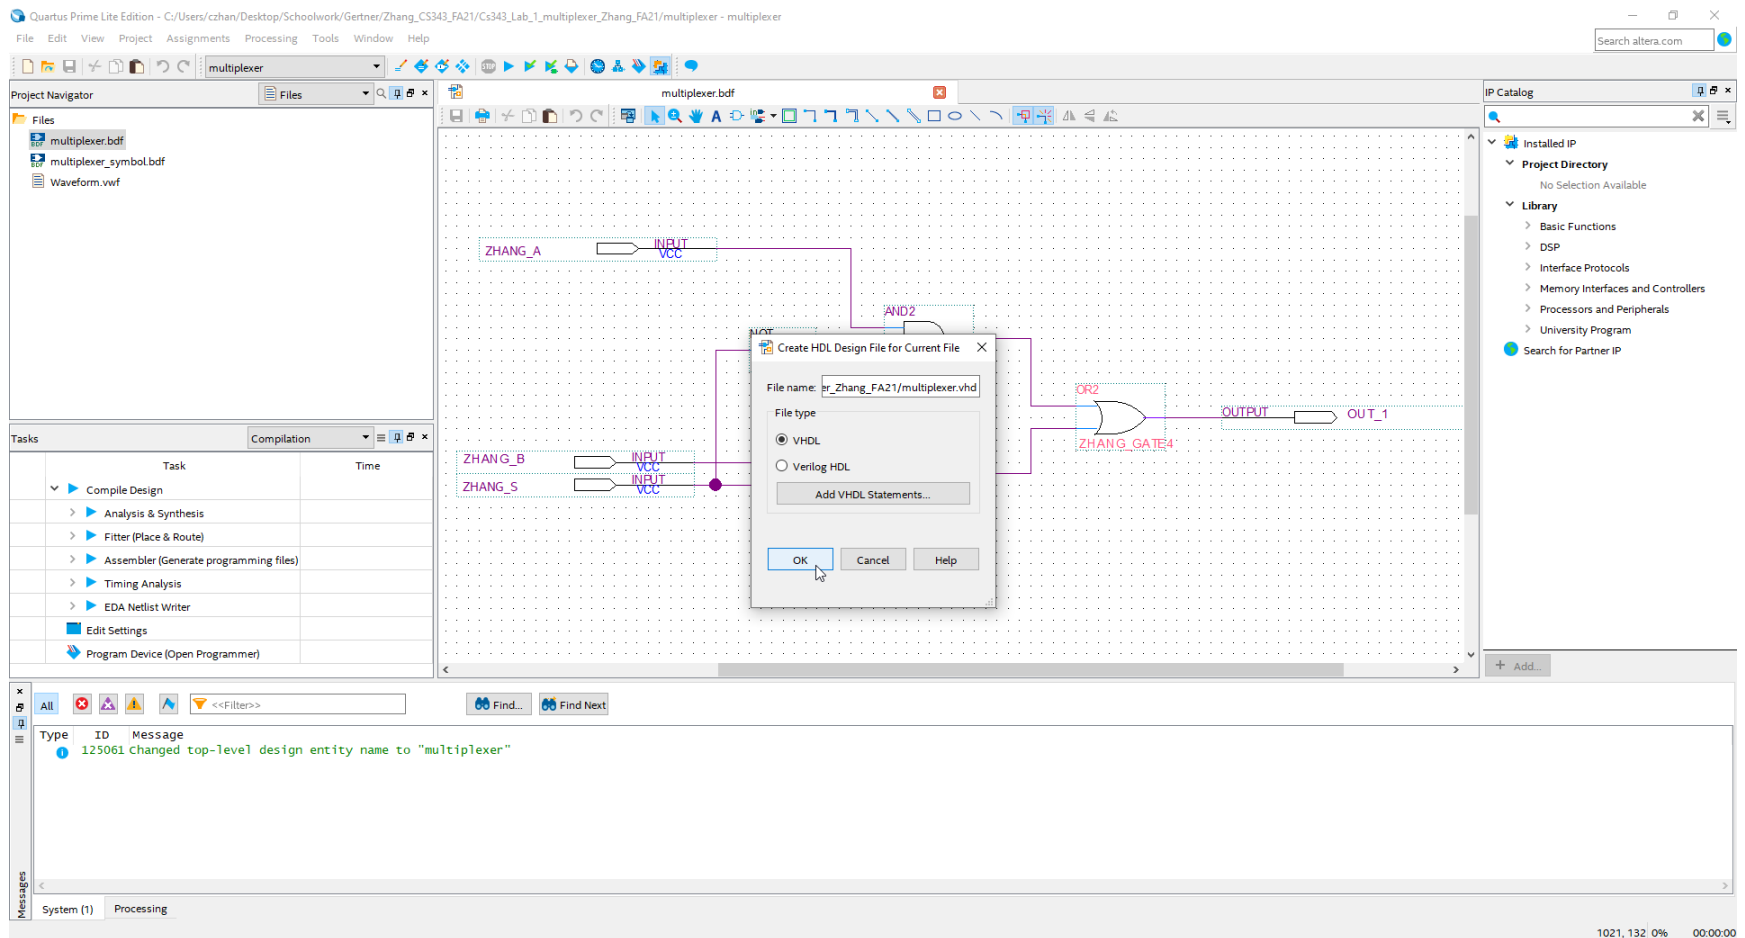 Quartus Prime Lite Edition - C:/Users/czhan/Desktop/Schoolwork/Gertner/Zhang_CS343_FA21/Cs343_Lab_1_multiplexer_Zhang_FA21/multiplexer - multiplexer
File Edit View Project Assignments Processing Tools Window Help
Search altera.com
multiplexer
Project Navigator
Files
Files
multiplexer.bdf
multiplexer_symbol.bdf
Waveform.vwf
Tasks
Compilation
Task Time
Compile Design
Analysis & Synthesis
Fitter (Place & Route)
Assembler (Generate programming files)
Timing Analysis
EDA Netlist Writer
Edit Settings
Program Device (Open Programmer)
multiplexer.bdf
ZHANG_A
INPUT
VCC
AND2
NOT
ZHANG_B
INPUT
VCC
ZHANG_S
INPUT
VCC
OR2
ZHANG_GATE4
OUTPUT
OUT_1
Create HDL Design File for Current File
File name: er_Zhang_FA21/multiplexer.vhd
File type
VHDL
Verilog HDL
Add VHDL Statements...
OK Cancel Help
IP Catalog
Installed IP
Project Directory
No Selection Available
Library
Basic Functions
DSP
Interface Protocols
Memory Interfaces and Controllers
Processors and Peripherals
University Program
Search for Partner IP
+ Add...
All
<<Filter>>
Find...
Find Next
Type ID Message
125061 Changed top-level design entity name to "multiplexer"
Messages
System (1) Processing
1021, 132 0% 00:00:00